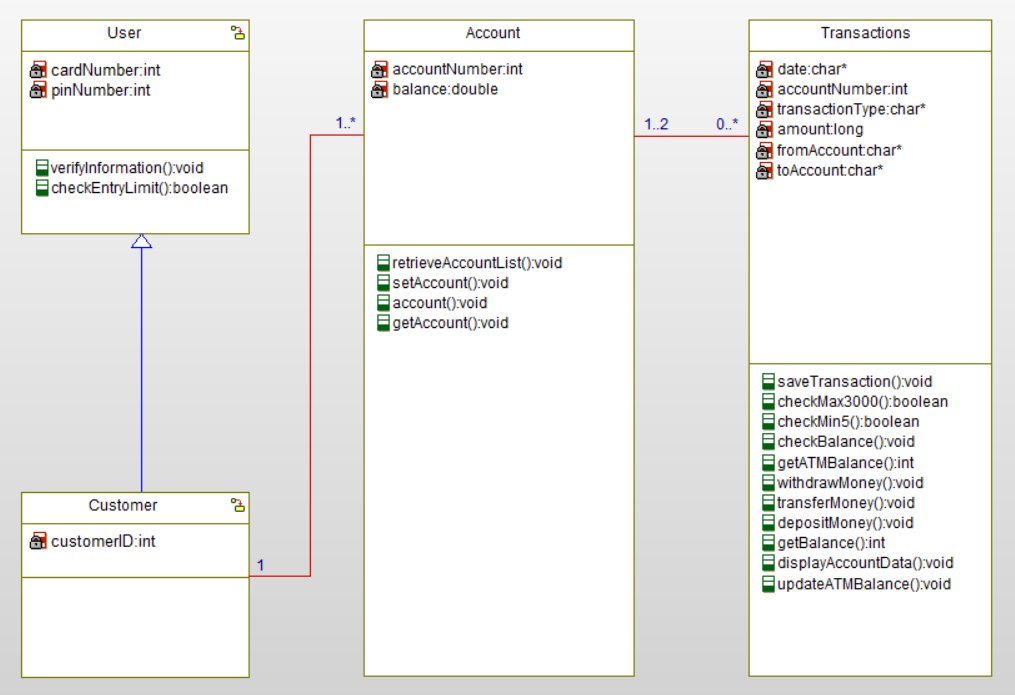 User
cardNumber:int
pinNumber:int
verifyInformation():void
checkEntryLimit():boolean
Customer
customerID:int
1
1..*
Account
accountNumber:int
balance:double
retrieveAccountList():void
setAccount():void
account():void
getAccount():void
1..2
0..*
Transactions
date:char*
accountNumber:int
transactionType:char*
amount:long
fromAccount:char*
toAccount:char*
saveTransaction():void
checkMax3000():boolean
checkMin5():boolean
checkBalance():void
getATMBalance():int
withdrawMoney():void
transferMoney():void
depositMoney():void
getBalance():int
displayAccountData():void
updateATMBalance():void